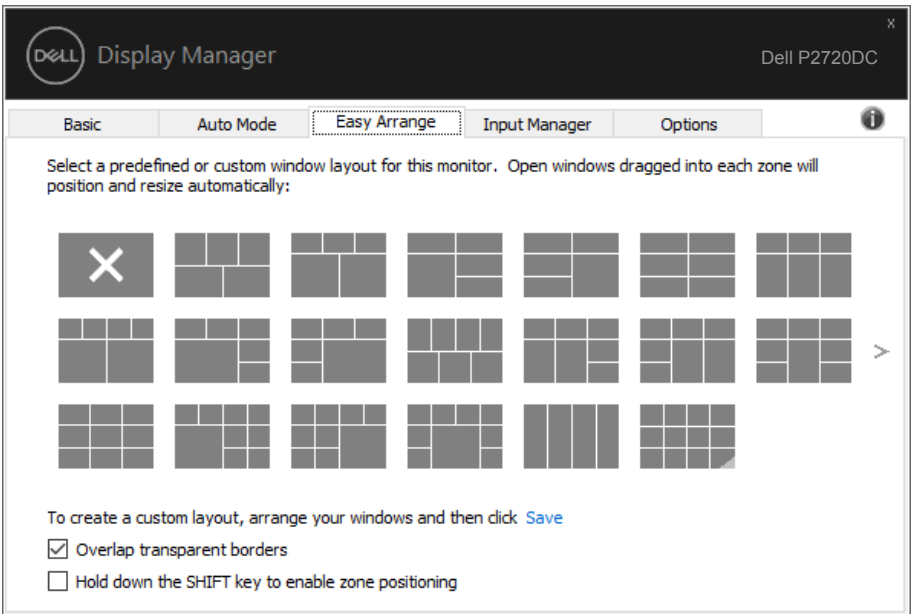 x
DELL
Display Manager
Dell P2720DC
Basic
Auto Mode
Easy Arrange
Input Manager
Options
Select a predefined or custom window layout for this monitor. Open windows dragged into each zone will
position and resize automatically:
>
To create a custom layout, arrange your windows and then click Save
Overlap transparent borders
Hold down the SHIFT key to enable zone positioning